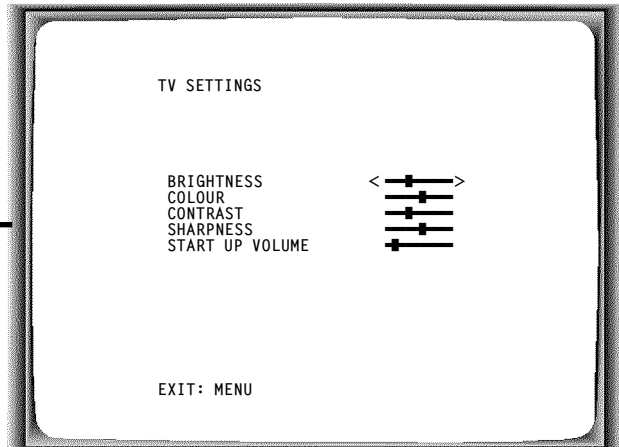 TV SETTINGS
BRIGHTNESS < >
COLOUR
CONTRAST
SHARPNESS
START UP VOLUME
EXIT: MENU